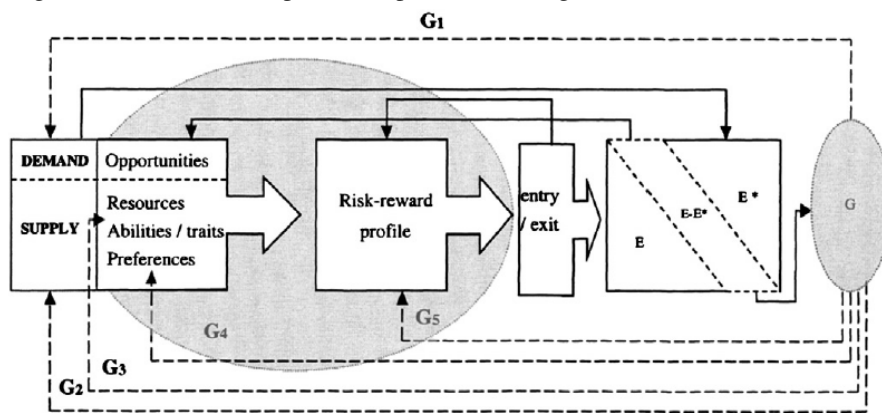 G1
DEMAND
Opportunities
SUPPLY
Resources
Abilities / traits
Preferences
Risk-reward
profile
entry
/ exit
E
E-E*
E *
G
G4
G5
G3
G2